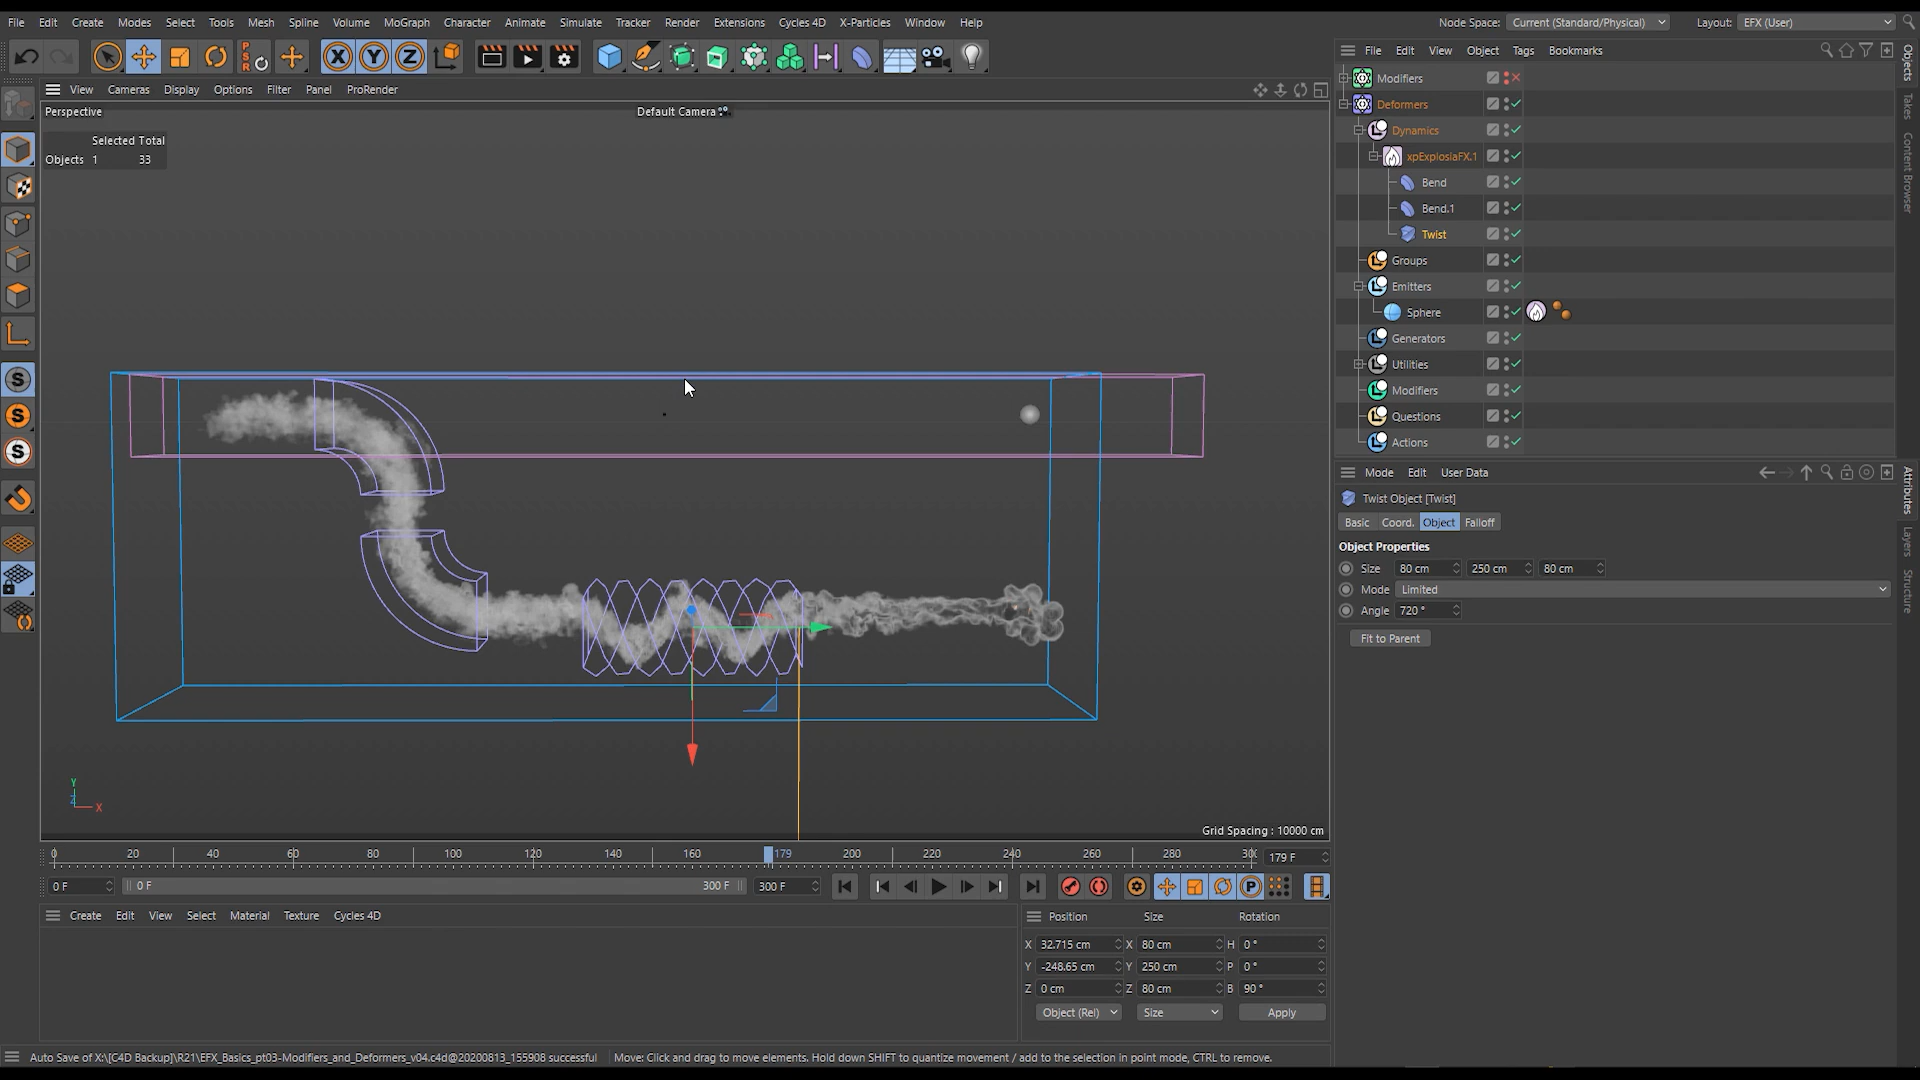 File Edit Create Modes Select Tools Mesh Spline Volume MoGraph Character Animate Simulate Tracker Render Extensions Cycles 4D X-Particles Window Help Node Space: Current (Standard/Physical) Layout: EFX (User)
PSR X Y Z
File Edit View Object Tags Bookmarks
View Cameras Display Options Filter Panel ProRender
Perspective Default Camera
Selected Total
Objects 1 33
Modifiers
Deformers
Dynamics
xpExplosiaFX.1
Bend
Bend.1
Twist
Groups
Emitters
Sphere
Generators
Utilities
Modifiers
Questions
Actions
Objects
Takes
Content Browser
Mode Edit User Data
Twist Object [Twist]
Basic Coord. Object Falloff
Object Properties
Size 80 cm 250 cm 80 cm
Mode Limited
Angle 720 °
Fit to Parent
Attributes
Layers
Structure
S
S
S
Y
Z
X
Grid Spacing : 10000 cm
0 20 40 60 80 100 120 140 160 179 200 220 240 260 280 30 179 F
0 F 0 F 300 F 300 F P
Create Edit View Select Material Texture Cycles 4D
Position Size Rotation
X 32.715 cm X 80 cm H 0 °
Y -248.65 cm Y 250 cm P 0 °
Z 0 cm Z 80 cm B 90 °
Object (Rel) Size Apply
Auto Save of X:\[C4D Backup]\R21\EFX_Basics_pt03-Modifiers_and_Deformers_v04.c4d@20200813_155908 successful Move: Click and drag to move elements. Hold down SHIFT to quantize movement / add to the selection in point mode, CTRL to remove.